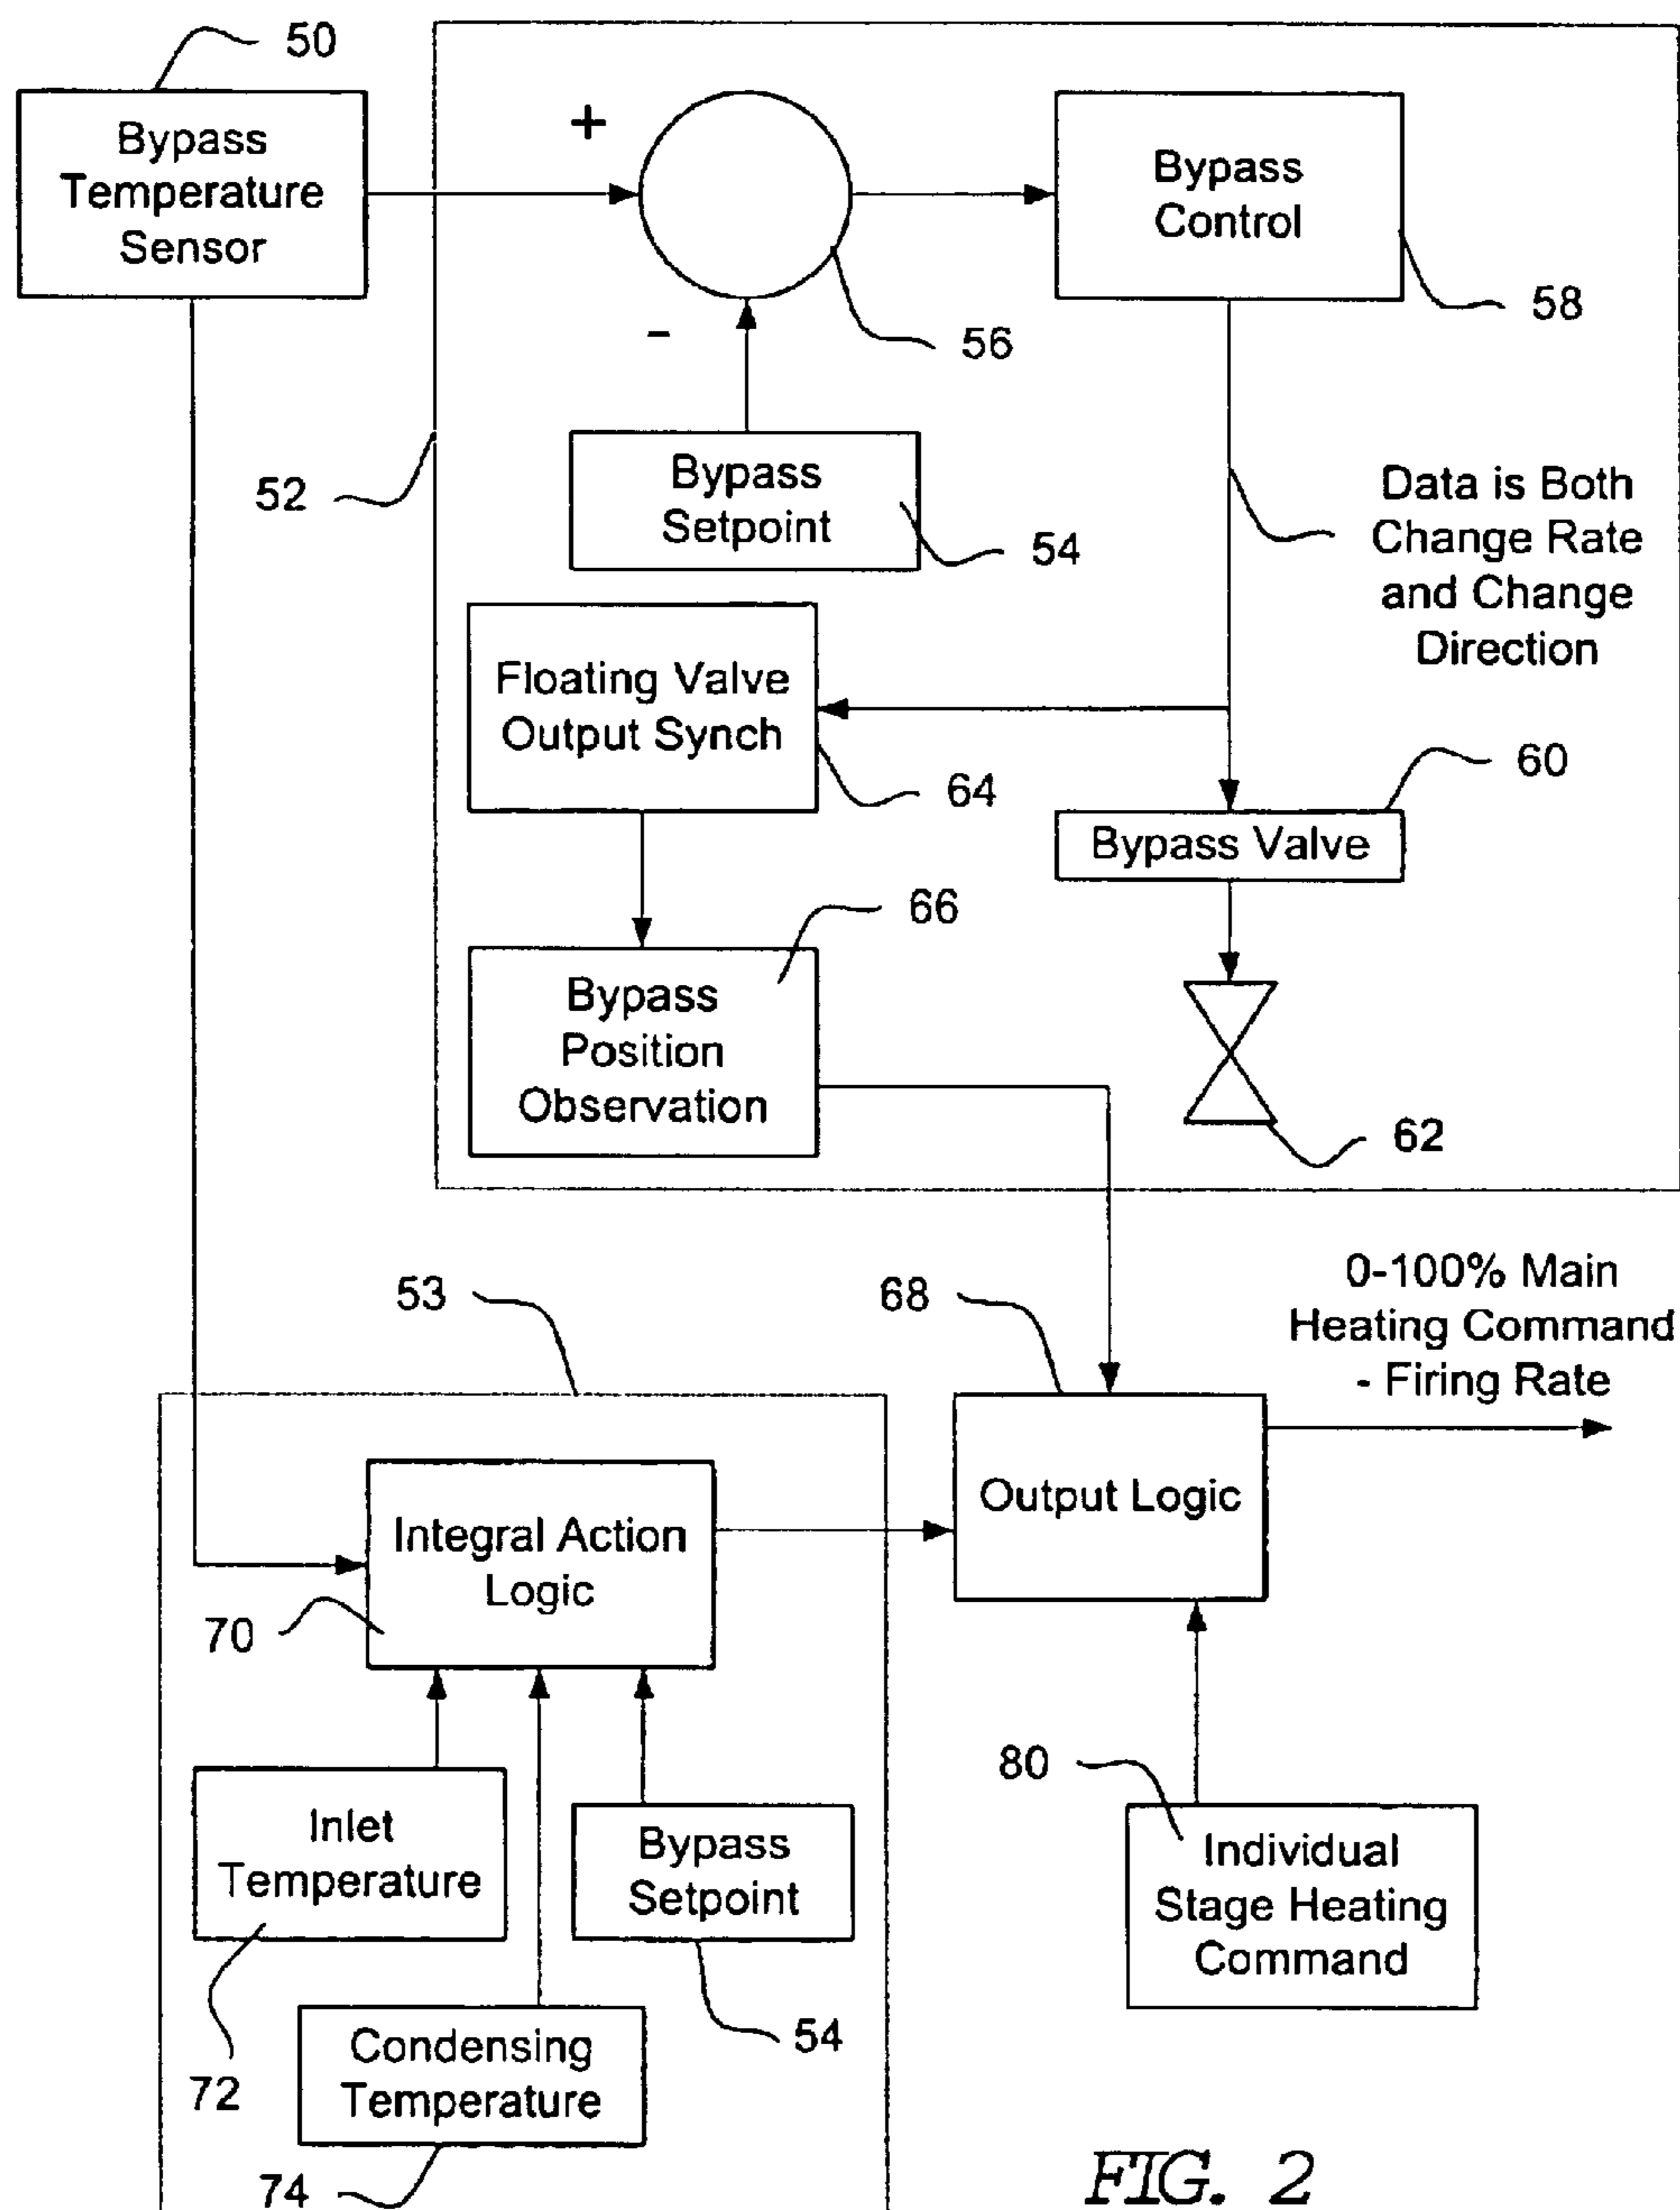 50
Bypass
Temperature
Sensor
+
-
56
Bypass
Control
58
52
Bypass
Setpoint
54
Data is Both
Change Rate
and Change
Direction
Floating Valve
Output Synch
64
60
Bypass Valve
66
Bypass
Position
Observation
62
53
68
0-100% Main
Heating Command
- Firing Rate
Integral Action
Logic
70
Output Logic
Inlet
Temperature
72
Bypass
Setpoint
54
80
Individual
Stage Heating
Command
Condensing
Temperature
74
FIG. 2